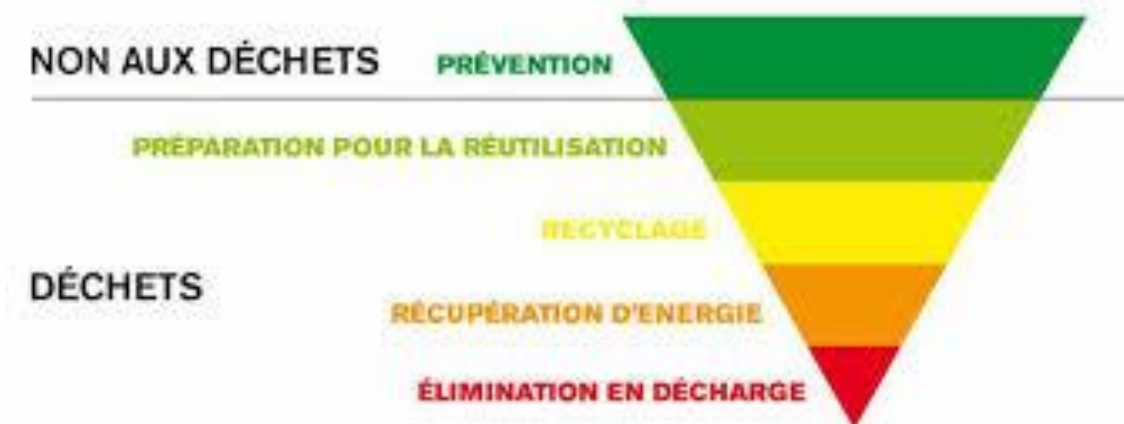 NON AUX DÉCHETS PRÉVENTION
PRÉPARATION POUR LA RÉUTILISATION
RECYCLAGE
DÉCHETS
RÉCUPÉRATION D'ENERGIE
ÉLIMINATION EN DÉCHARGE